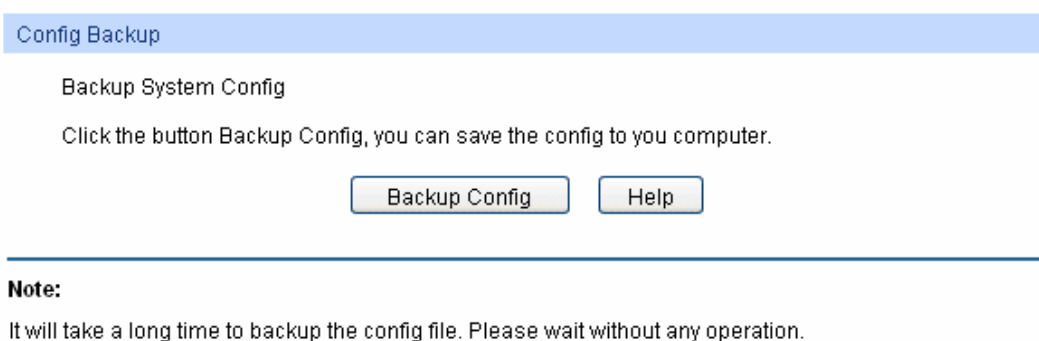 Config Backup
Backup System Config
Click the button Backup Config, you can save the config to you computer.
Backup Config Help
Note:
It will take a long time to backup the config file. Please wait without any operation.